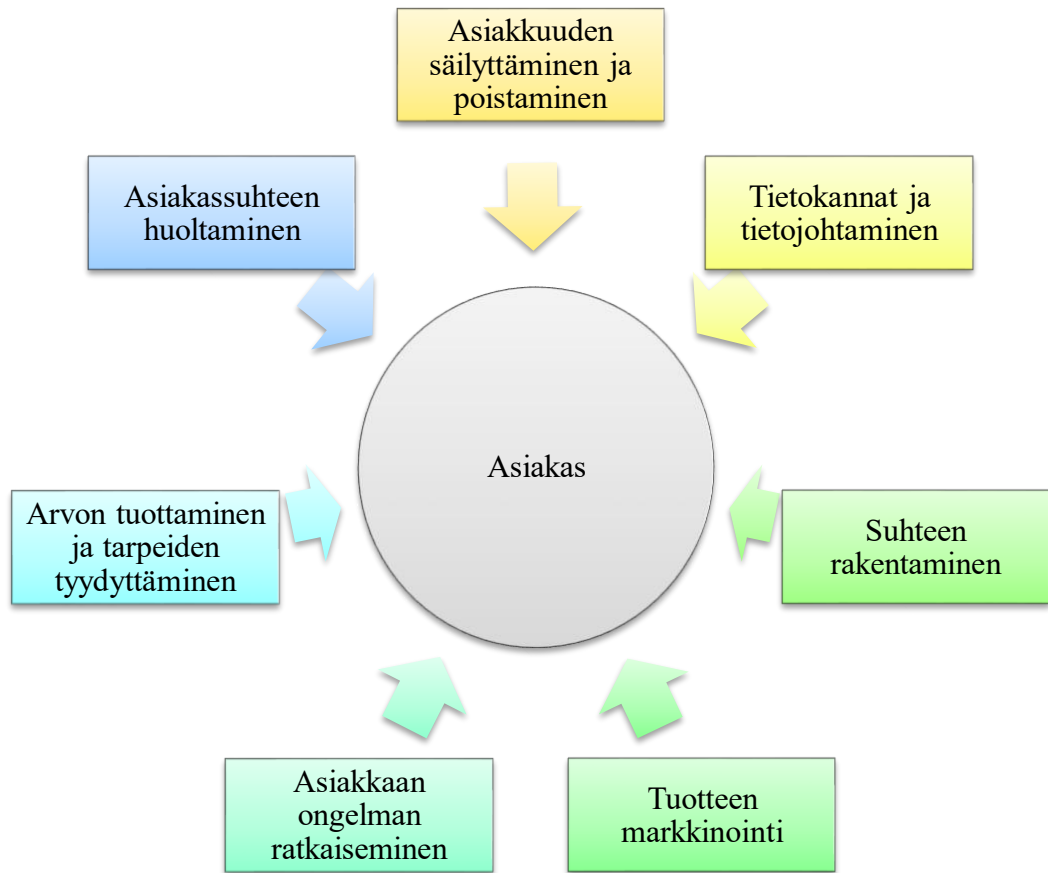 Asiakkuuden
säilyttäminen ja
poistaminen
Asiakassuhteen
huoltaminen
Tietokannat ja
tietojohtaminen
Asiakas
Arvon tuottaminen
ja tarpeiden
tyydyttäminen
Suhteen
rakentaminen
Asiakkaan
ongelman
ratkaiseminen
Tuotteen
markkinointi